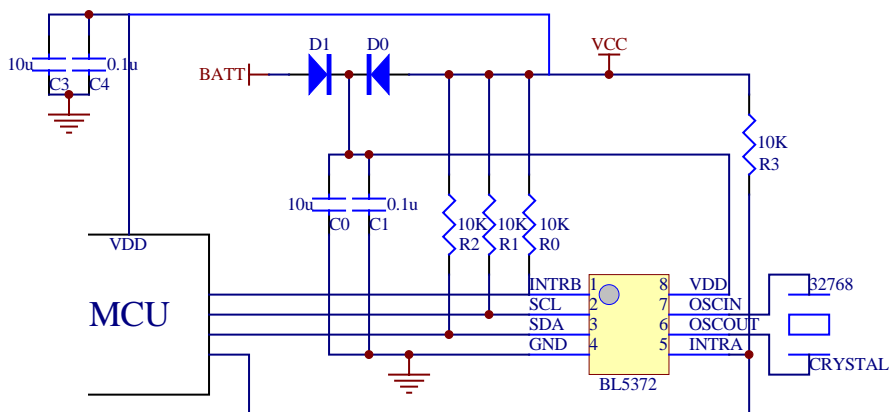 D1 D0 VCC
10u 0.1u
BATT
C3 C4
10K
R3
10u 0.1u
C0 C1
10K 10K 10K
R2 R1 R0
VDD
MCU
INTRB 1 8 VDD
SCL 2 7 OSCIN
SDA 3 6 OSCOUT
GND 4 5 INTRA
BL5372
32768
CRYSTAL